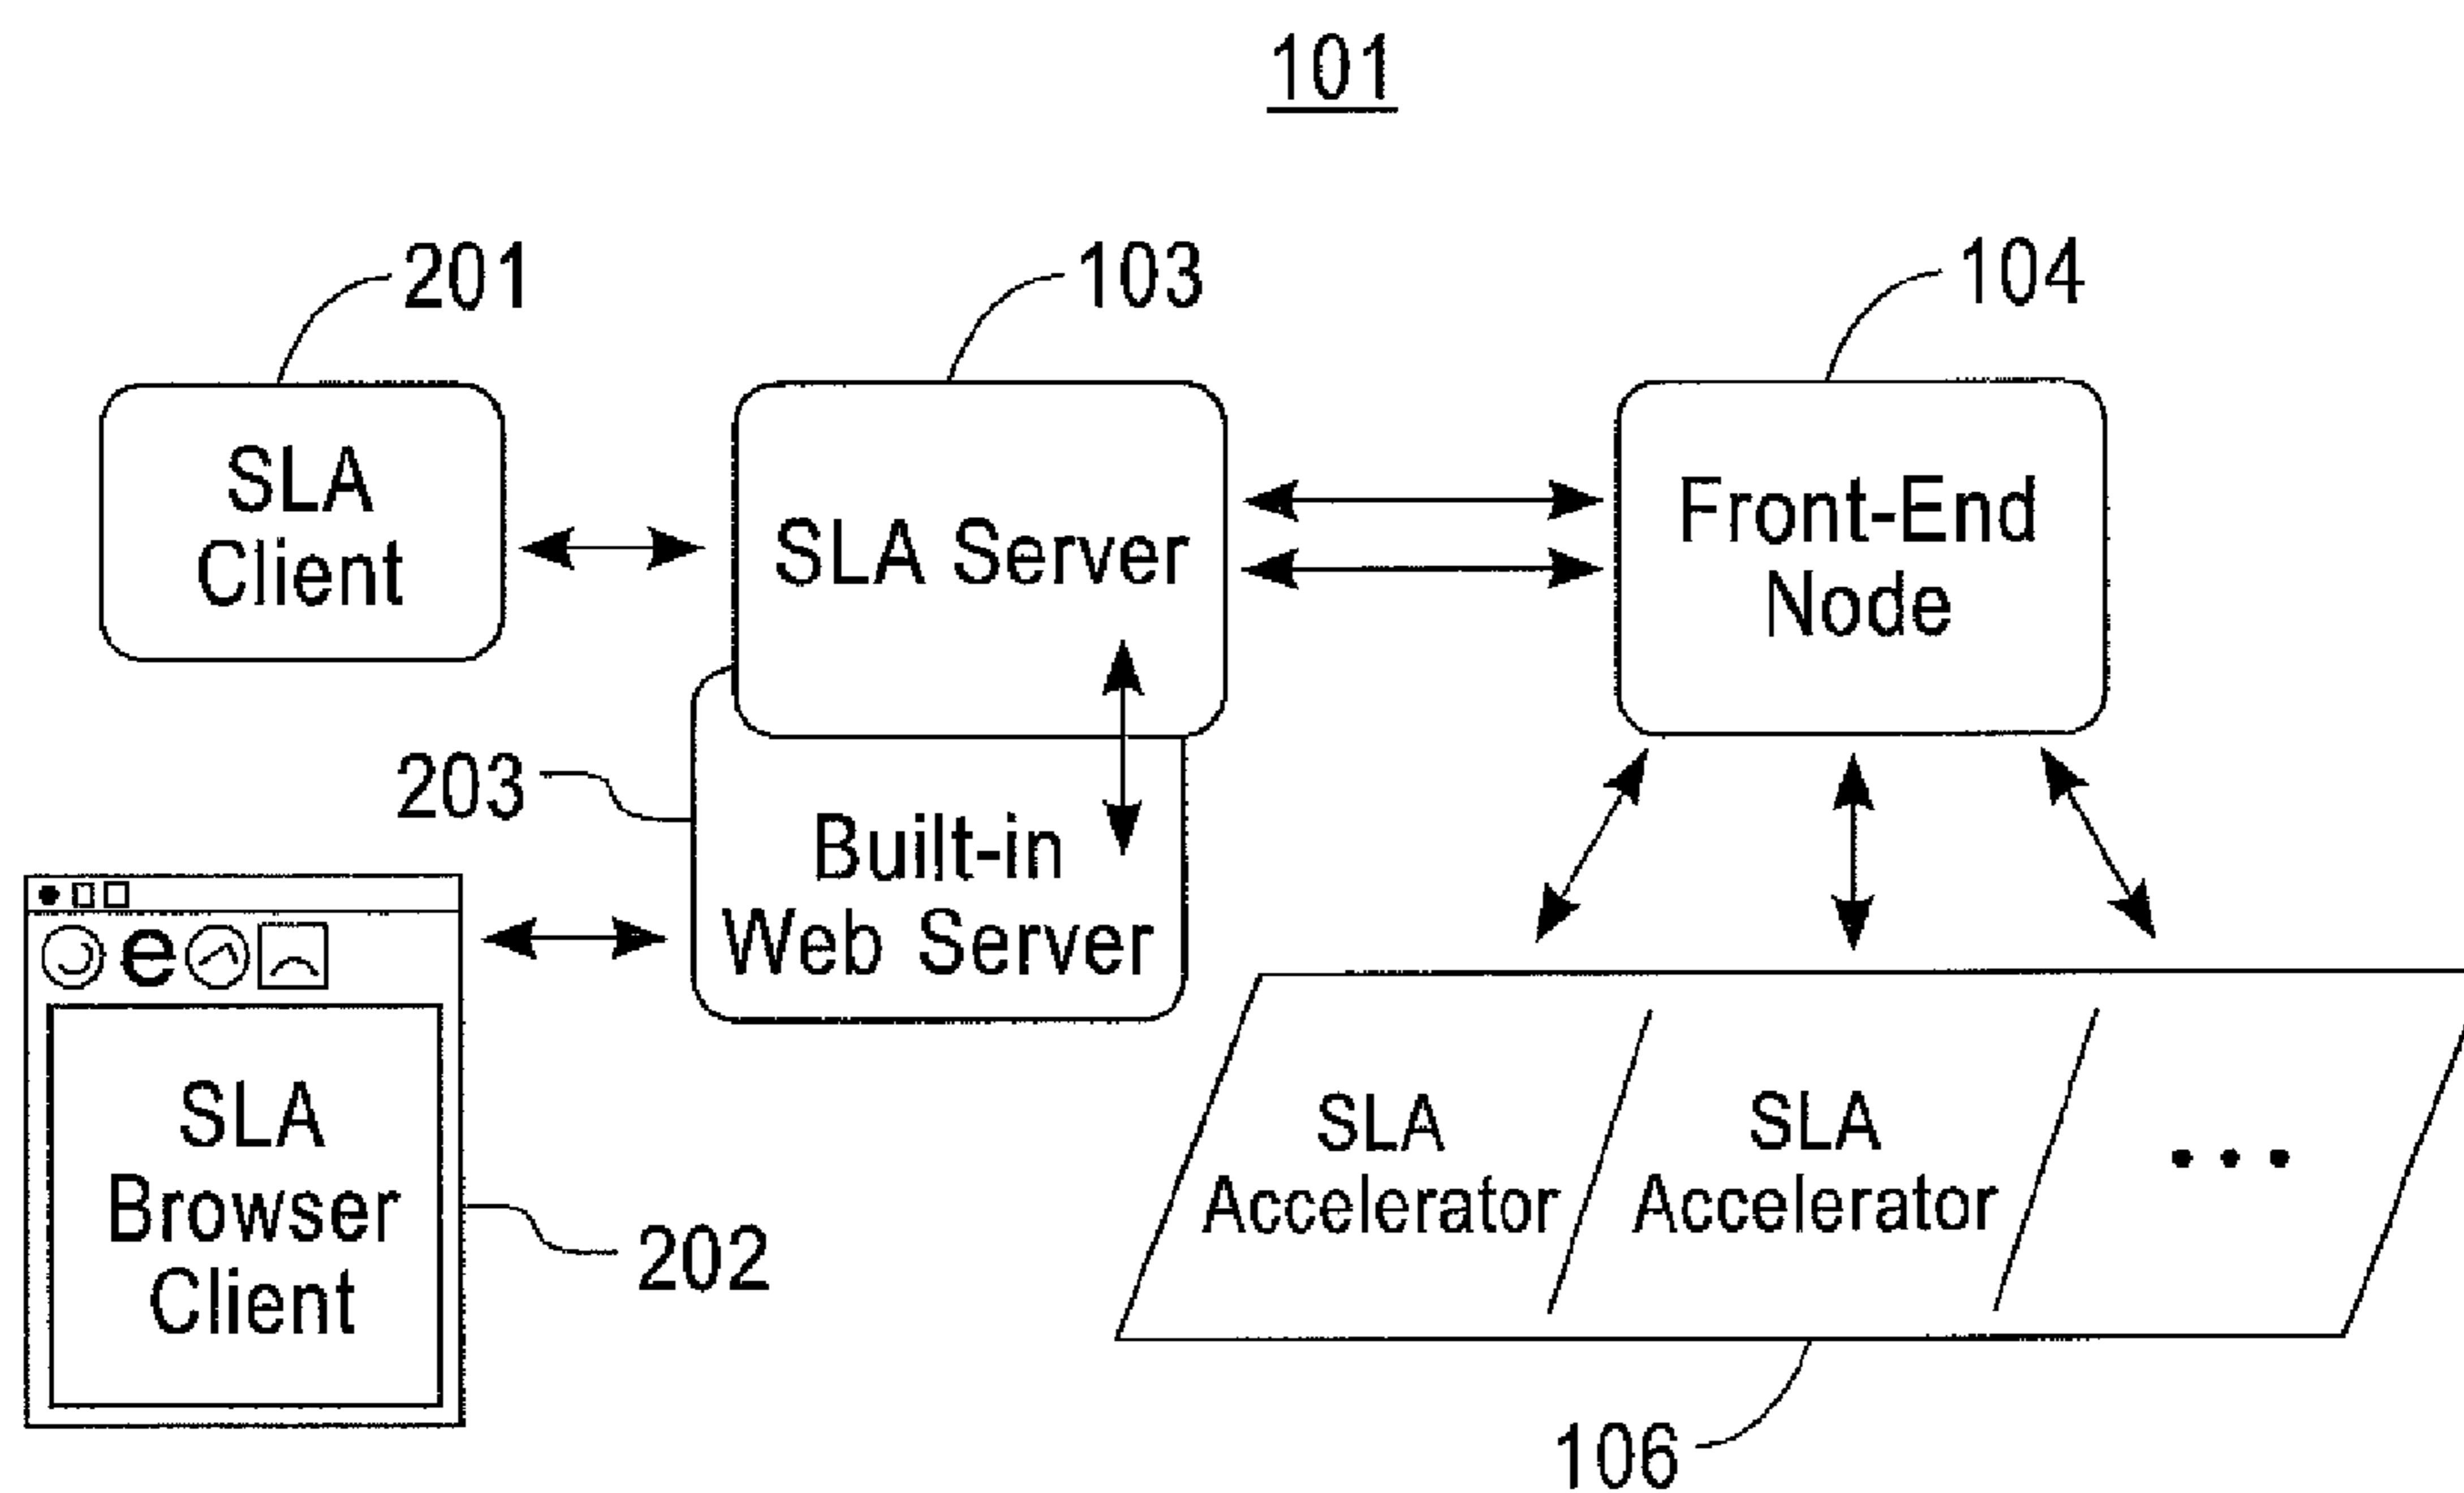 101
201
103
104
SLA
Client
SLA Server
Front-End
Node
203
Built-in
Web Server
e
SLA
Browser
Client
202
SLA
Accelerator
SLA
Accelerator
...
106